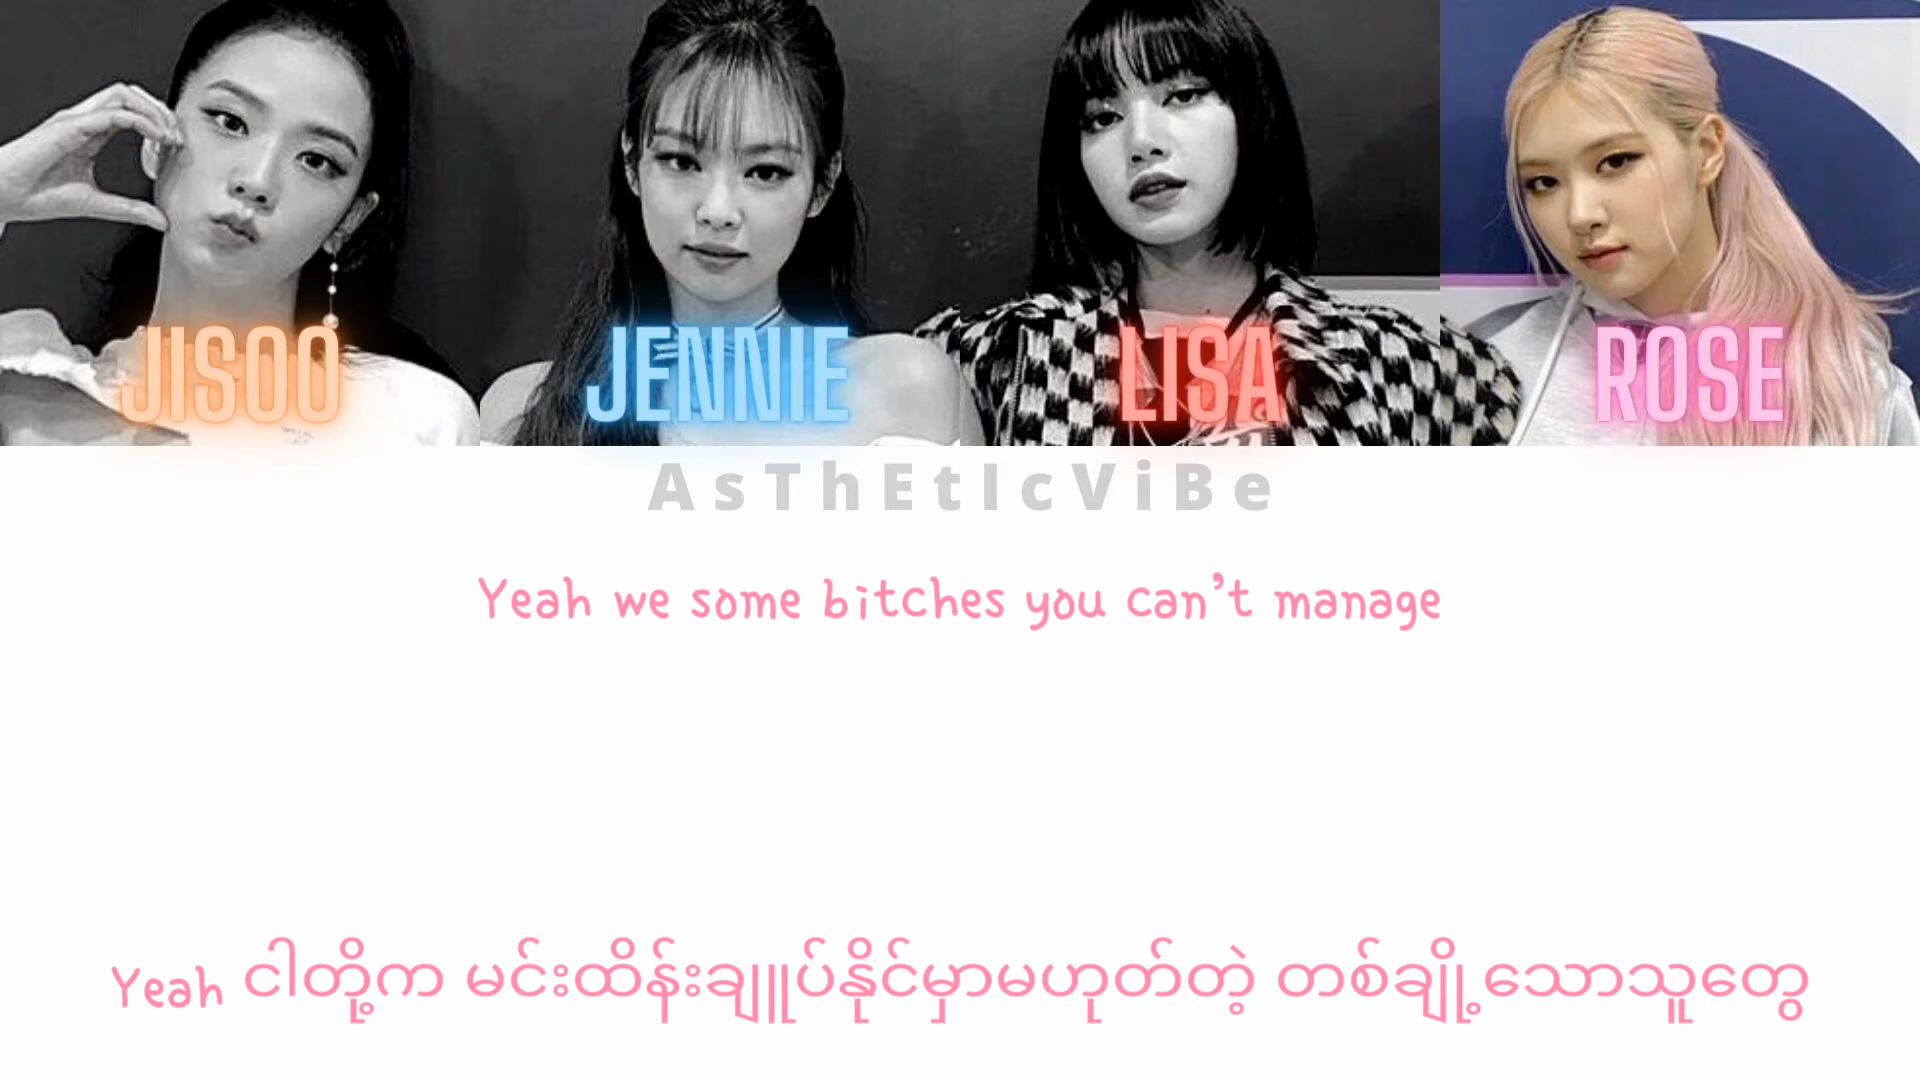 JISOO JENNIE LISA ROSE
AsThEtIcViBe
Yeah we some bitches you can't manage
Yeah ငါတို့က မင်းထိန်းချျူပ်နိုင်မှာမဟုတ်တဲ့ တစ်ချို့သောသူတွေ